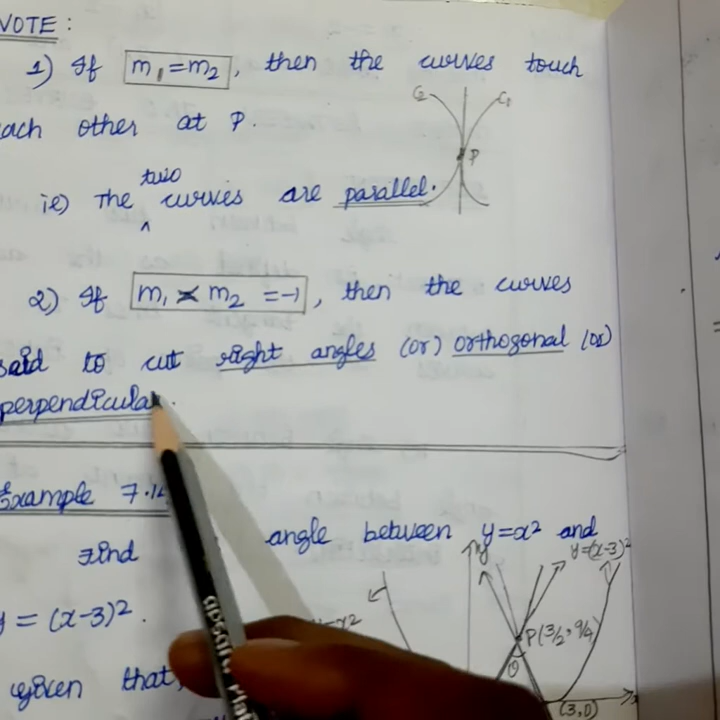 NOTE:
1) If m₁=m₂, then the curves touch
C₂ C₁
each other at P.
P
two
ie) The ^ curves are parallel.
2) If m₁ × m₂ = -1, then the curves
said to cut right angles (or) orthogonal (or)
perpendicular.
Example 7.1
Find angle between y=x² and
y = (x-3)².
y y=(x-3)²
P(3/2, 9/4)
θ
given that,
(3,0) x